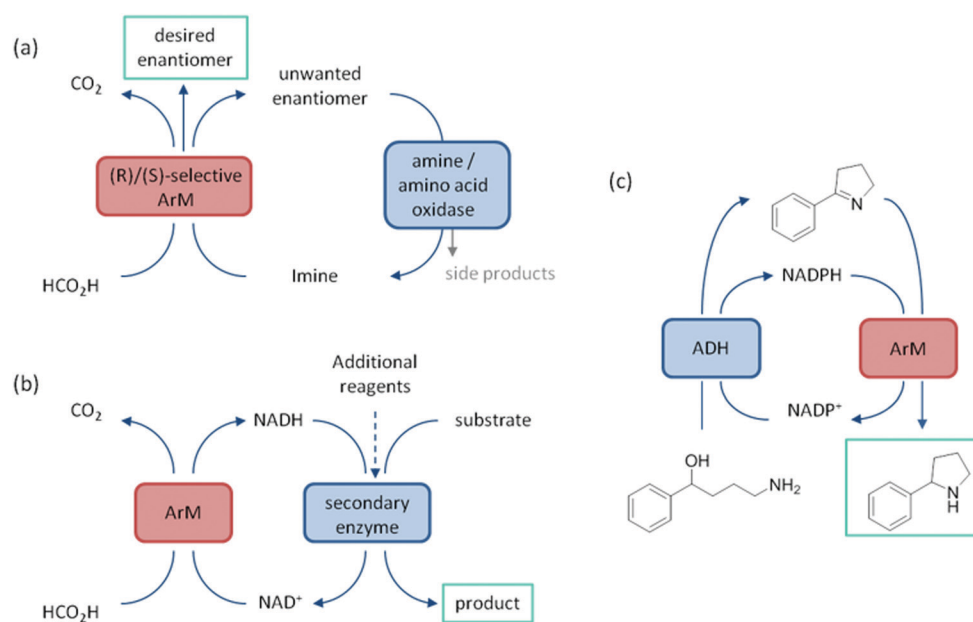 (a)
desired
enantiomer
CO2
unwanted
enantiomer
(R)/(S)-selective
ArM
amine /
amino acid
oxidase
HCO2H
Imine
side products
(b)
CO2
NADH
Additional
reagents
substrate
ArM
secondary
enzyme
HCO2H
NAD+
product
(c)
N
NADPH
ADH
ArM
NADP+
OH
NH2
N
H